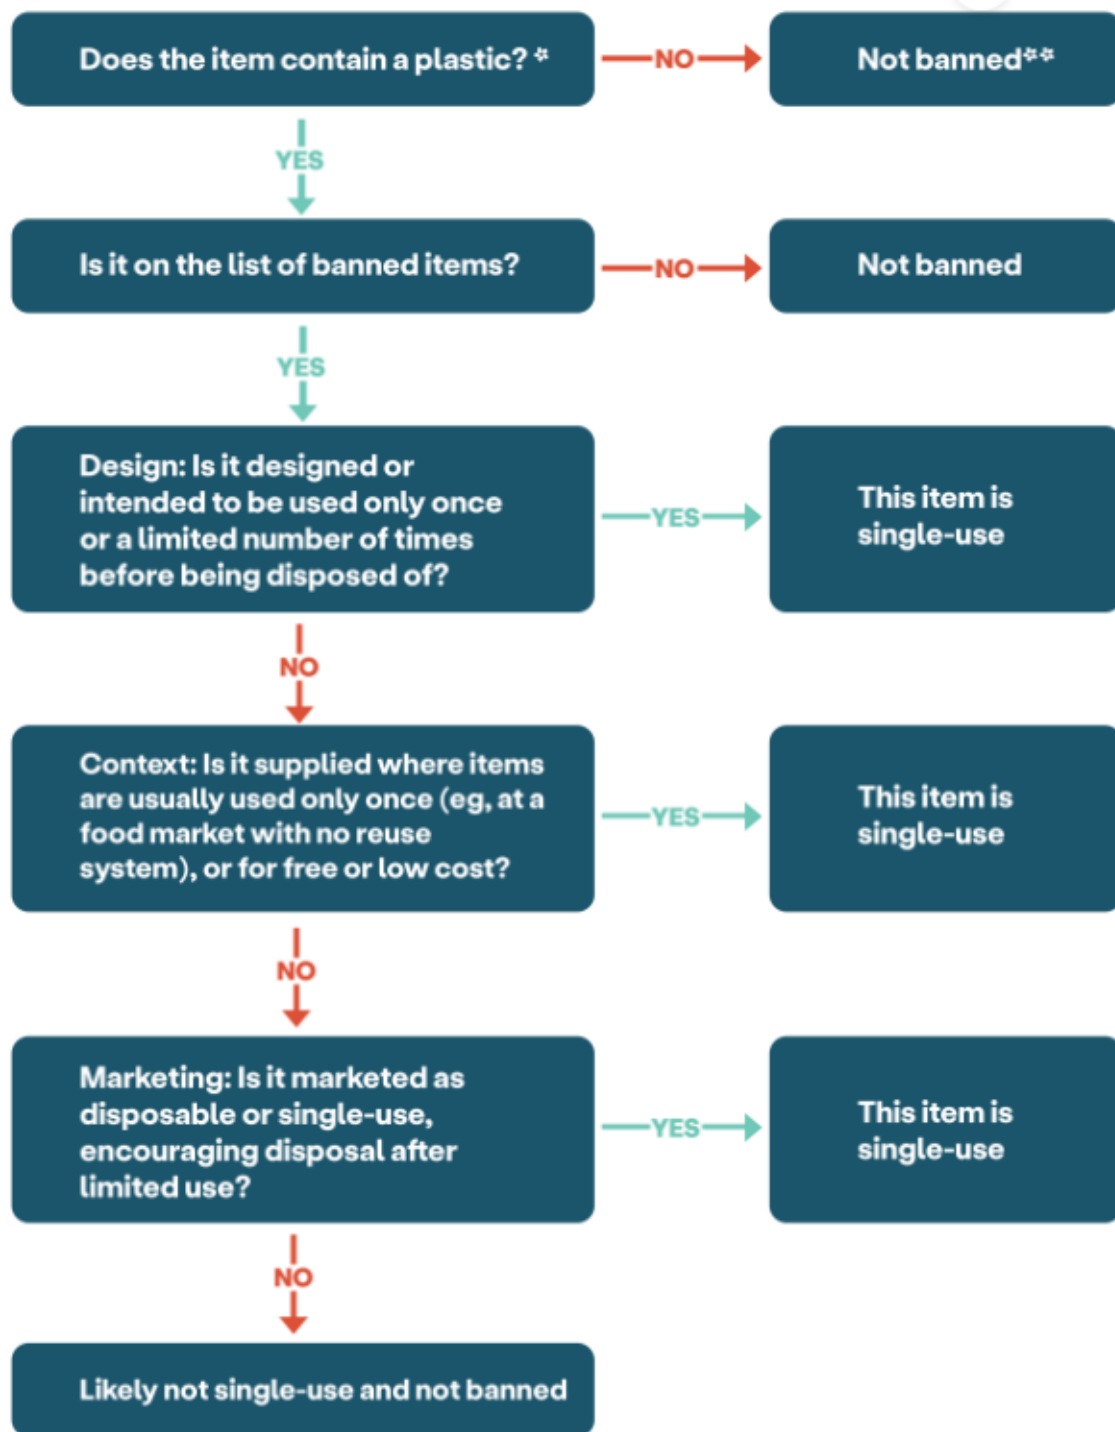 Does the item contain a plastic? *
NO
Not banned**
YES
Is it on the list of banned items?
NO
Not banned
YES
Design: Is it designed or
intended to be used only once
or a limited number of times
before being disposed of?
YES
This item is
single-use
NO
Context: Is it supplied where items
are usually used only once (eg, at a
food market with no reuse
system), or for free or low cost?
YES
This item is
single-use
NO
Marketing: Is it marketed as
disposable or single-use,
encouraging disposal after
limited use?
YES
This item is
single-use
NO
Likely not single-use and not banned